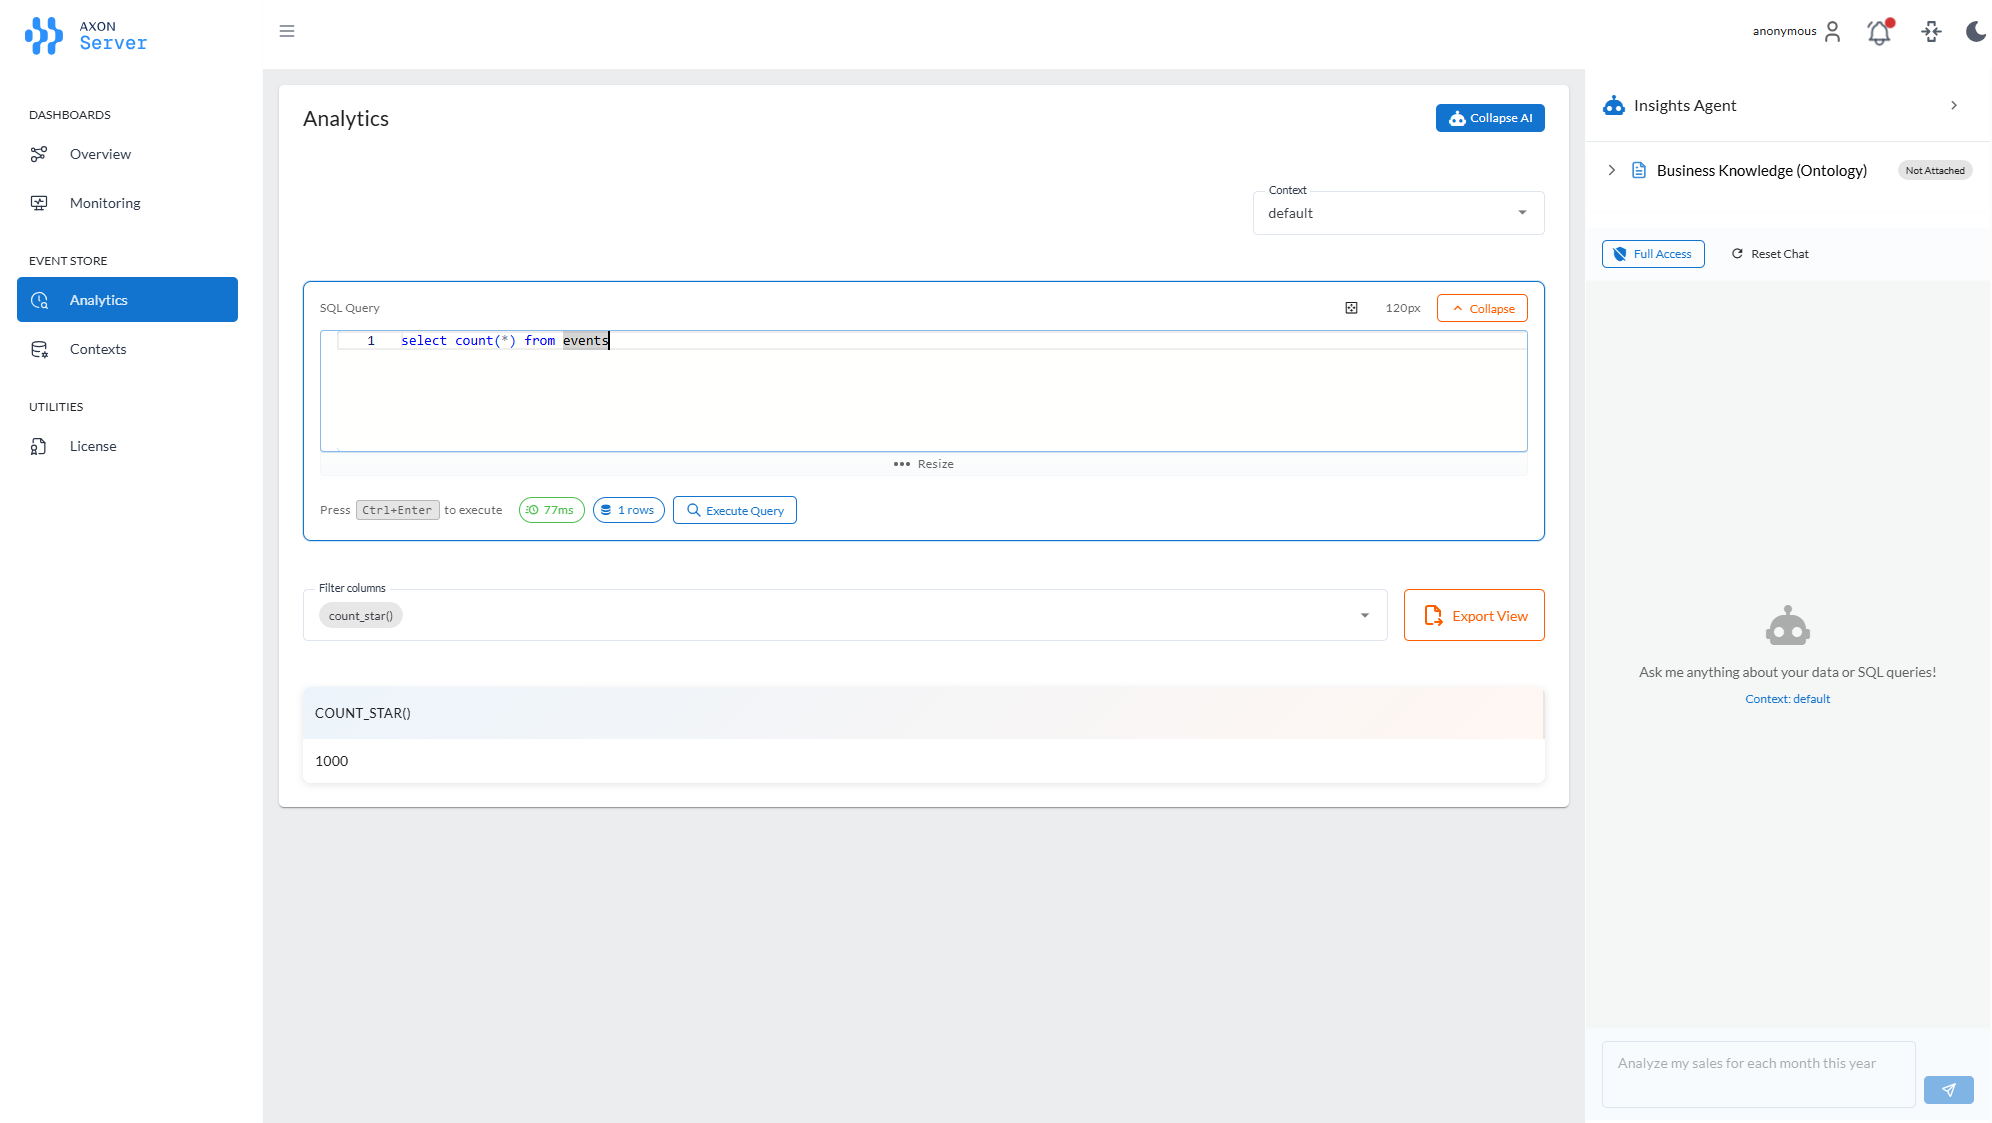 AXON
Server
anonymous
DASHBOARDS
Overview
Monitoring
EVENT STORE
Analytics
Contexts
UTILITIES
License
Analytics
Collapse AI
Context
default
SQL Query
120px
Collapse
1 select count(*) from events
Resize
Press Ctrl+Enter to execute
77ms
1 rows
Execute Query
Filter columns
count_star()
Export View
COUNT_STAR()
1000
Insights Agent
Business Knowledge (Ontology)
Not Attached
Full Access
Reset Chat
Ask me anything about your data or SQL queries!
Context: default
Analyze my sales for each month this year